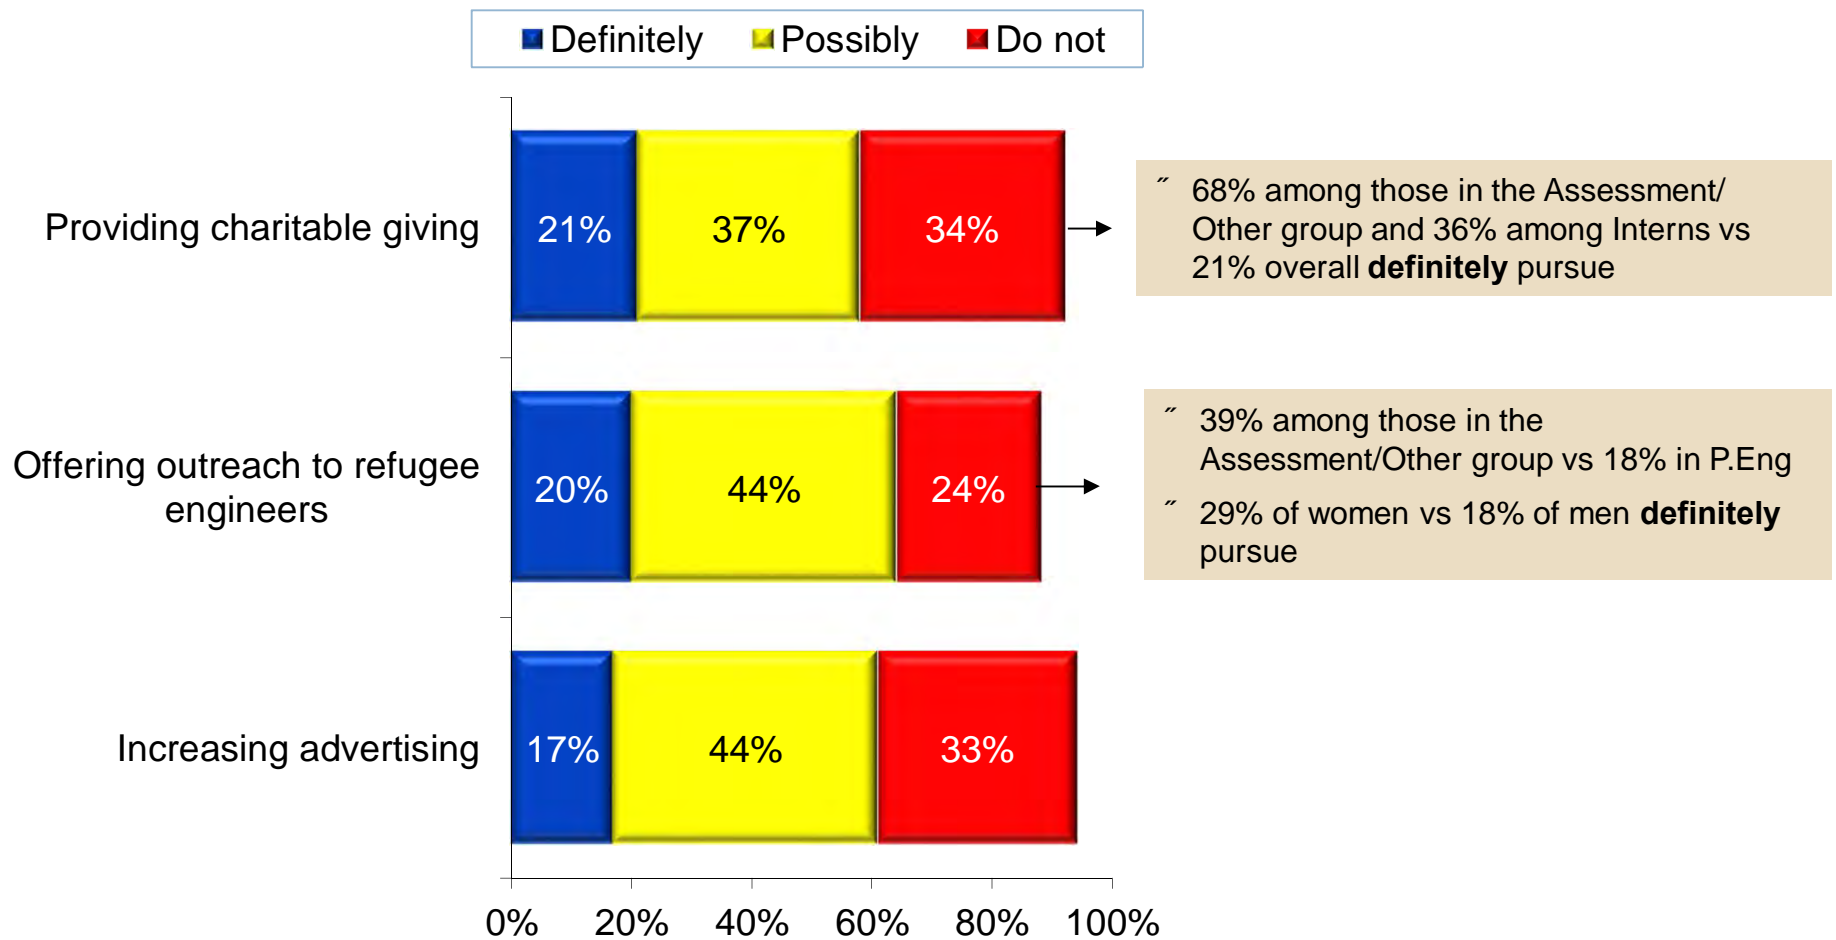 Definitely Possibly Do not
Providing charitable giving
21% 37% 34%
˝ 68% among those in the Assessment/
Other group and 36% among Interns vs
21% overall definitely pursue
Offering outreach to refugee
engineers
20% 44% 24%
˝ 39% among those in the
Assessment/Other group vs 18% in P.Eng
˝ 29% of women vs 18% of men definitely
pursue
Increasing advertising
17% 44% 33%
0% 20% 40% 60% 80% 100%